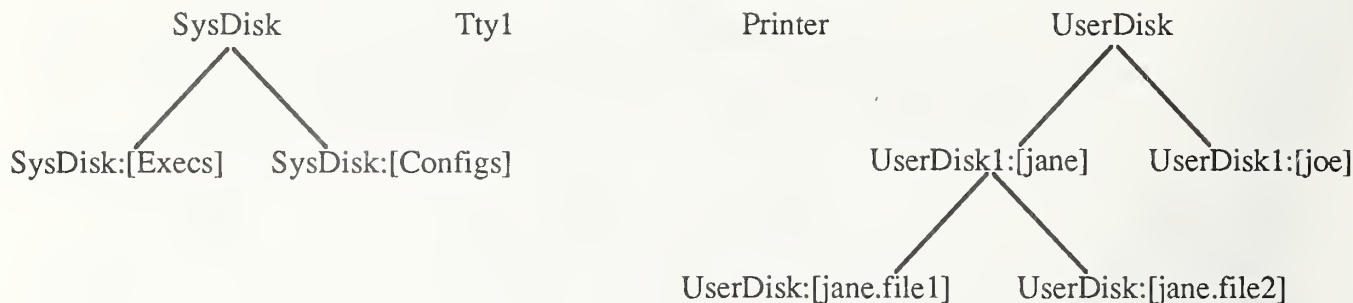 SysDisk Tty1 Printer UserDisk
SysDisk:[Execs] SysDisk:[Configs] UserDisk1:[jane] UserDisk1:[joe]
UserDisk:[jane.file1] UserDisk:[jane.file2]